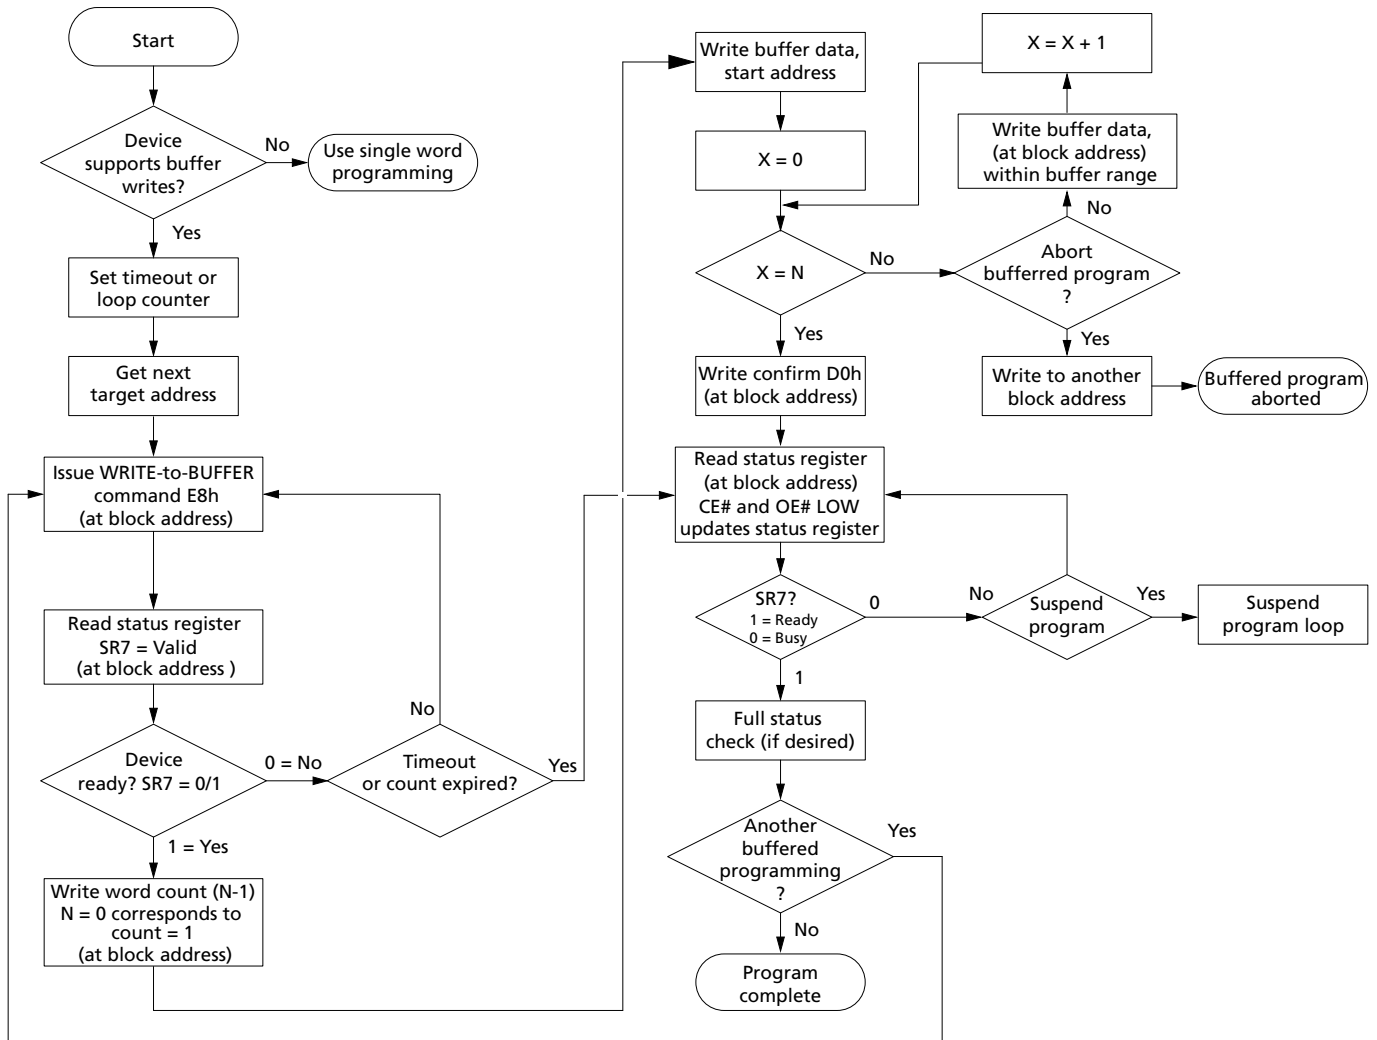 Start
Device
supports buffer
writes?
No
Use single word
programming
Yes
Set timeout or
loop counter
Get next
target address
Issue WRITE-to-BUFFER
command E8h
(at block address)
Read status register
SR7 = Valid
(at block address )
Device
ready? SR7 = 0/1
0 = No
No
Timeout
or count expired?
Yes
1 = Yes
Write word count (N-1)
N = 0 corresponds to
count = 1
(at block address)
Write buffer data,
start address
X = 0
X = N
No
Abort
bufferred program
?
No
Write buffer data,
(at block address)
within buffer range
X = X + 1
Yes
Write to another
block address
Buffered program
aborted
Yes
Write confirm D0h
(at block address)
Read status register
(at block address)
CE# and OE# LOW
updates status register
SR7?
1 = Ready
0 = Busy
0
No
Suspend
program
Yes
Suspend
program loop
1
Full status
check (if desired)
Another
buffered
programming
?
Yes
No
Program
complete